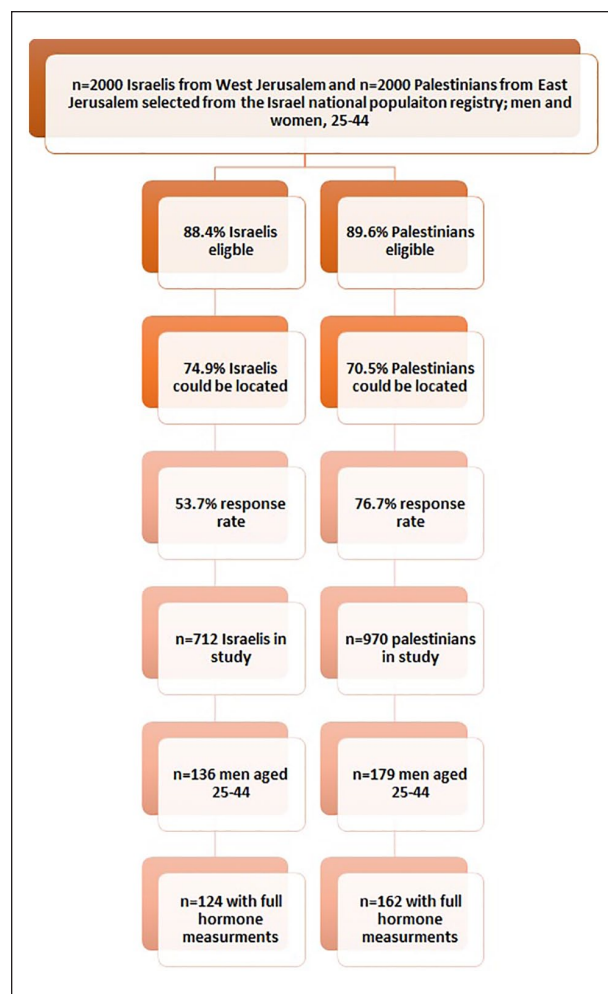 n=2000 Israelis from West Jerusalem and n=2000 Palestinians from East
Jerusalem selected from the Israel national populaiton registry; men and
women, 25-44
88.4% Israelis
eligble
89.6% Palestinians
eligible
74.9% Israelis
could be located
70.5% Palestinians
could be located
53.7% response
rate
76.7% response
rate
n=712 Israelis in
study
n=970 palestinians
in study
n=136 men aged
25-44
n=179 men aged
25-44
n=124 with full
hormone
measurments
n=162 with full
hormone
measurments